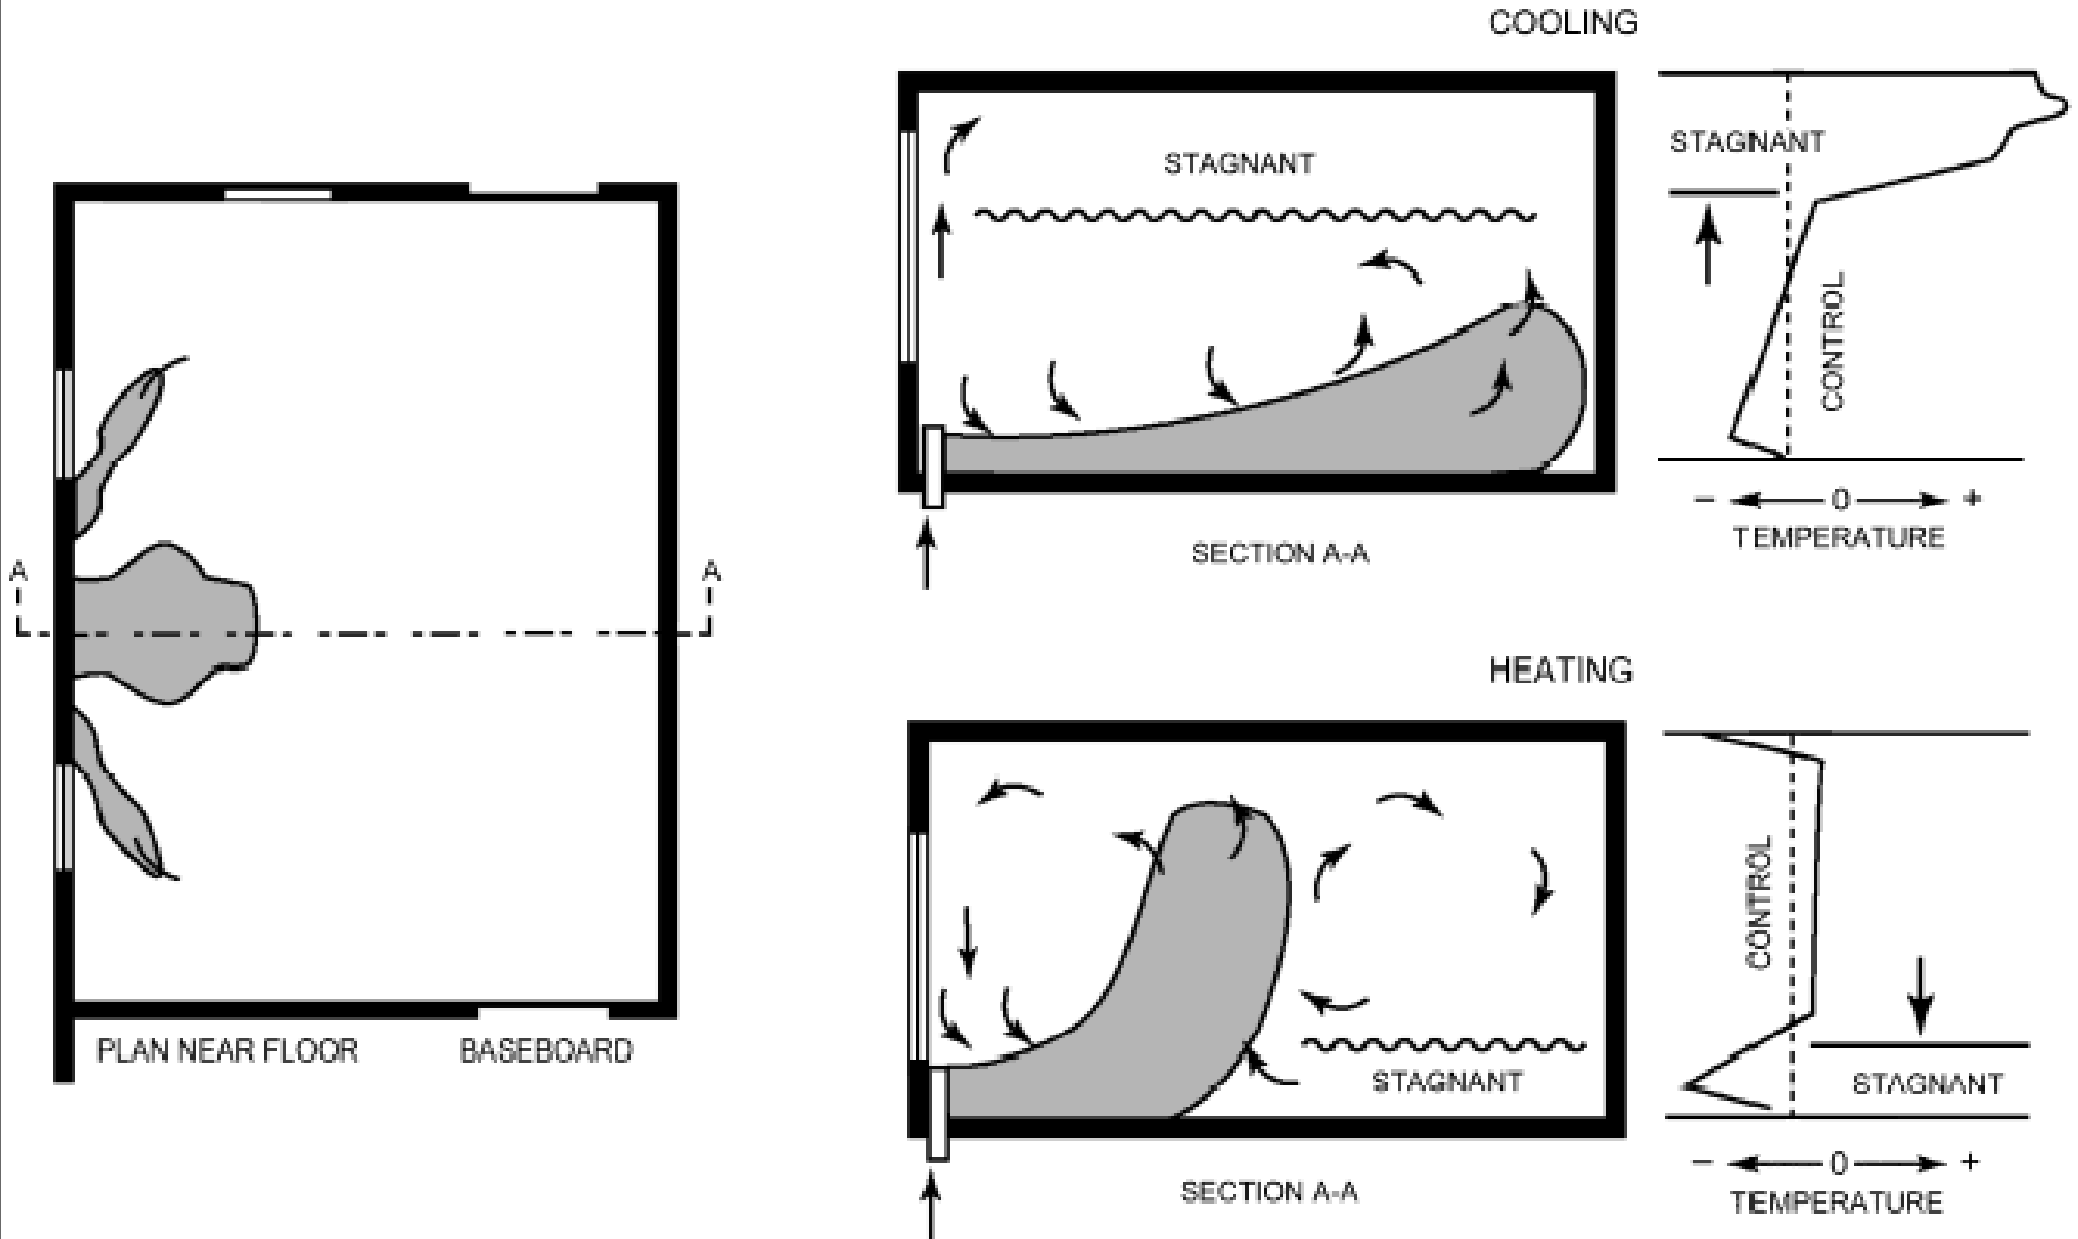 A
A
PLAN NEAR FLOOR
BASEBOARD
COOLING
STAGNANT
SECTION A-A
STAGNANT
CONTROL
– 0 +
TEMPERATURE
HEATING
STAGNANT
SECTION A-A
CONTROL
STAGNANT
– 0 +
TEMPERATURE